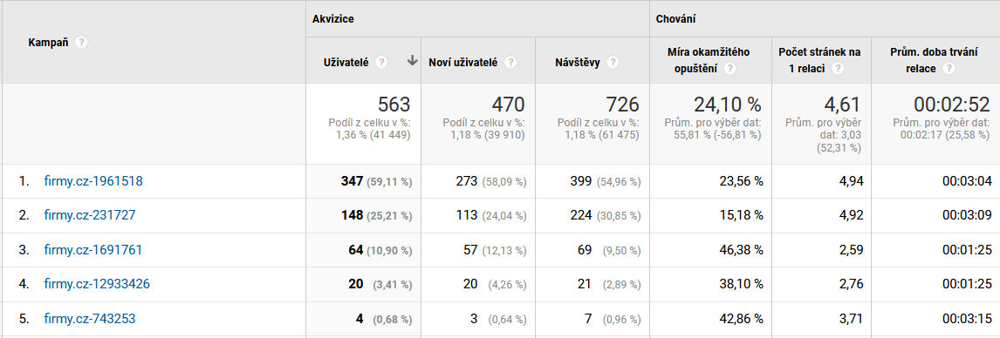 Kampaň ?
Akvizice
Chování
Uživatelé ?
Noví uživatelé ?
Návštěvy ?
Míra okamžitého
opuštění ?
Počet stránek na
1 relaci ?
Prům. doba trvání
relace ?
563
Podíl z celku v %:
1,36 % (41 449)
470
Podíl z celku v %:
1,18 % (39 910)
726
Podíl z celku v %:
1,18 % (61 475)
24,10 %
Prům. pro výběr dat:
55,81 % (-56,81 %)
4,61
Prům. pro výběr
dat: 3,03
(52,31 %)
00:02:52
Prům. pro výběr dat:
00:02:17 (25,58 %)
1. firmy.cz-1961518 347 (59,11 %) 273 (58,09 %) 399 (54,96 %) 23,56 % 4,94 00:03:04
2. firmy.cz-231727 148 (25,21 %) 113 (24,04 %) 224 (30,85 %) 15,18 % 4,92 00:03:09
3. firmy.cz-1691761 64 (10,90 %) 57 (12,13 %) 69 (9,50 %) 46,38 % 2,59 00:01:25
4. firmy.cz-12933426 20 (3,41 %) 20 (4,26 %) 21 (2,89 %) 38,10 % 2,76 00:01:25
5. firmy.cz-743253 4 (0,68 %) 3 (0,64 %) 7 (0,96 %) 42,86 % 3,71 00:03:15